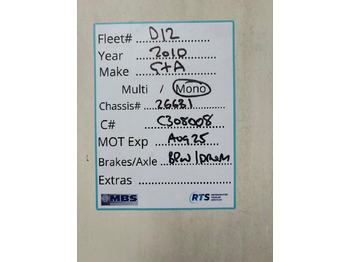 Fleet# D12
Year 2010
Make S+A
Multi / Mono
Chassis# 26631
C# C308008
MOT Exp Aug 25
Brakes/Axle BPW/DRUM
Extras
MBS RTS